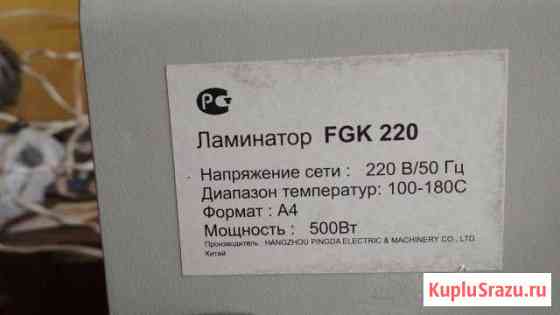 РС
Ламинатор FGK 220
Напряжение сети : 220 В/50 Гц
Диапазон температур: 100-180С
Формат : А4
Мощность : 500Вт
Производитель : HANGZHOU PINGDA ELECTRIC & MACHINERY CO., LTD.
Китай
KupluSrazu.ru